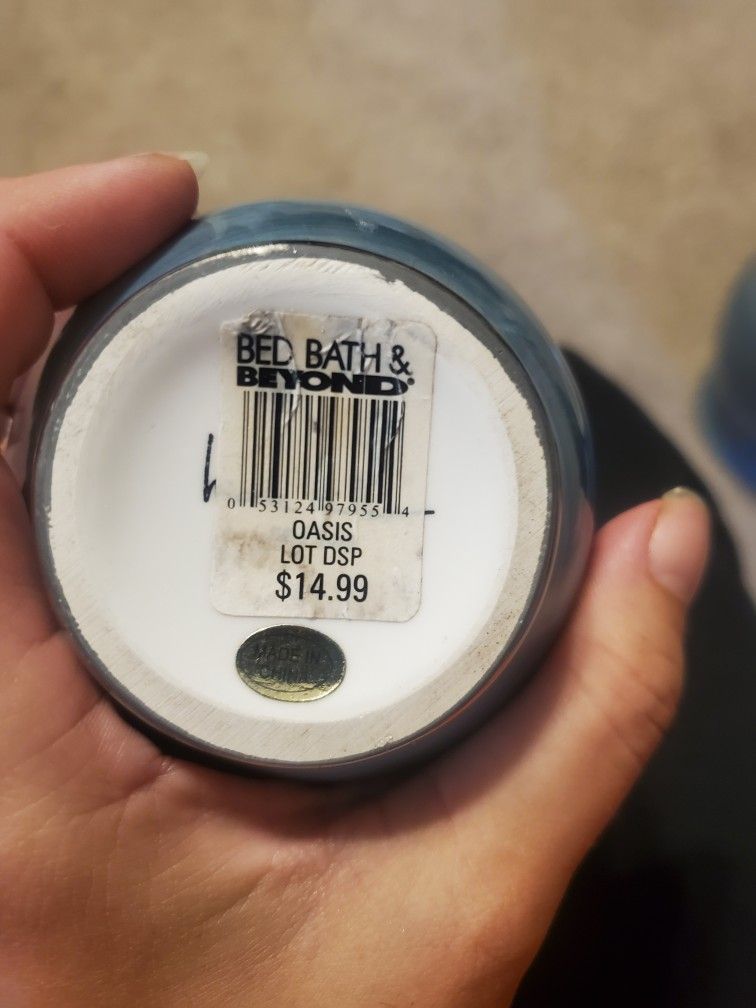 BED BATH &
BEYOND®
0 53124 97955 4
OASIS
LOT DSP
$14.99
MADE IN
CHINA